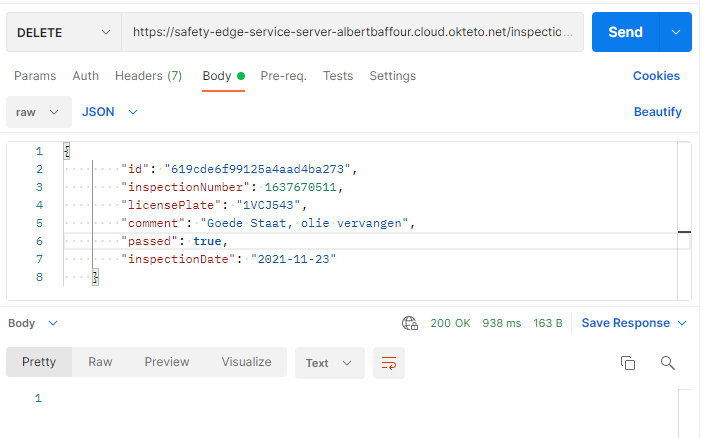 DELETE https://safety-edge-service-server-albertbaffour.cloud.okteto.net/inspectio... Send
Params Auth Headers (7) Body Pre-req. Tests Settings Cookies
raw JSON Beautify
1 {
2 "id": "619cde6f99125a4aad4ba273",
3 "inspectionNumber": 1637670511,
4 "licensePlate": "1VCJ543",
5 "comment": "Goede Staat, olie vervangen",
6 "passed": true,
7 "inspectionDate": "2021-11-23"
8 }
Body 200 OK 938 ms 163 B Save Response
Pretty Raw Preview Visualize Text
1